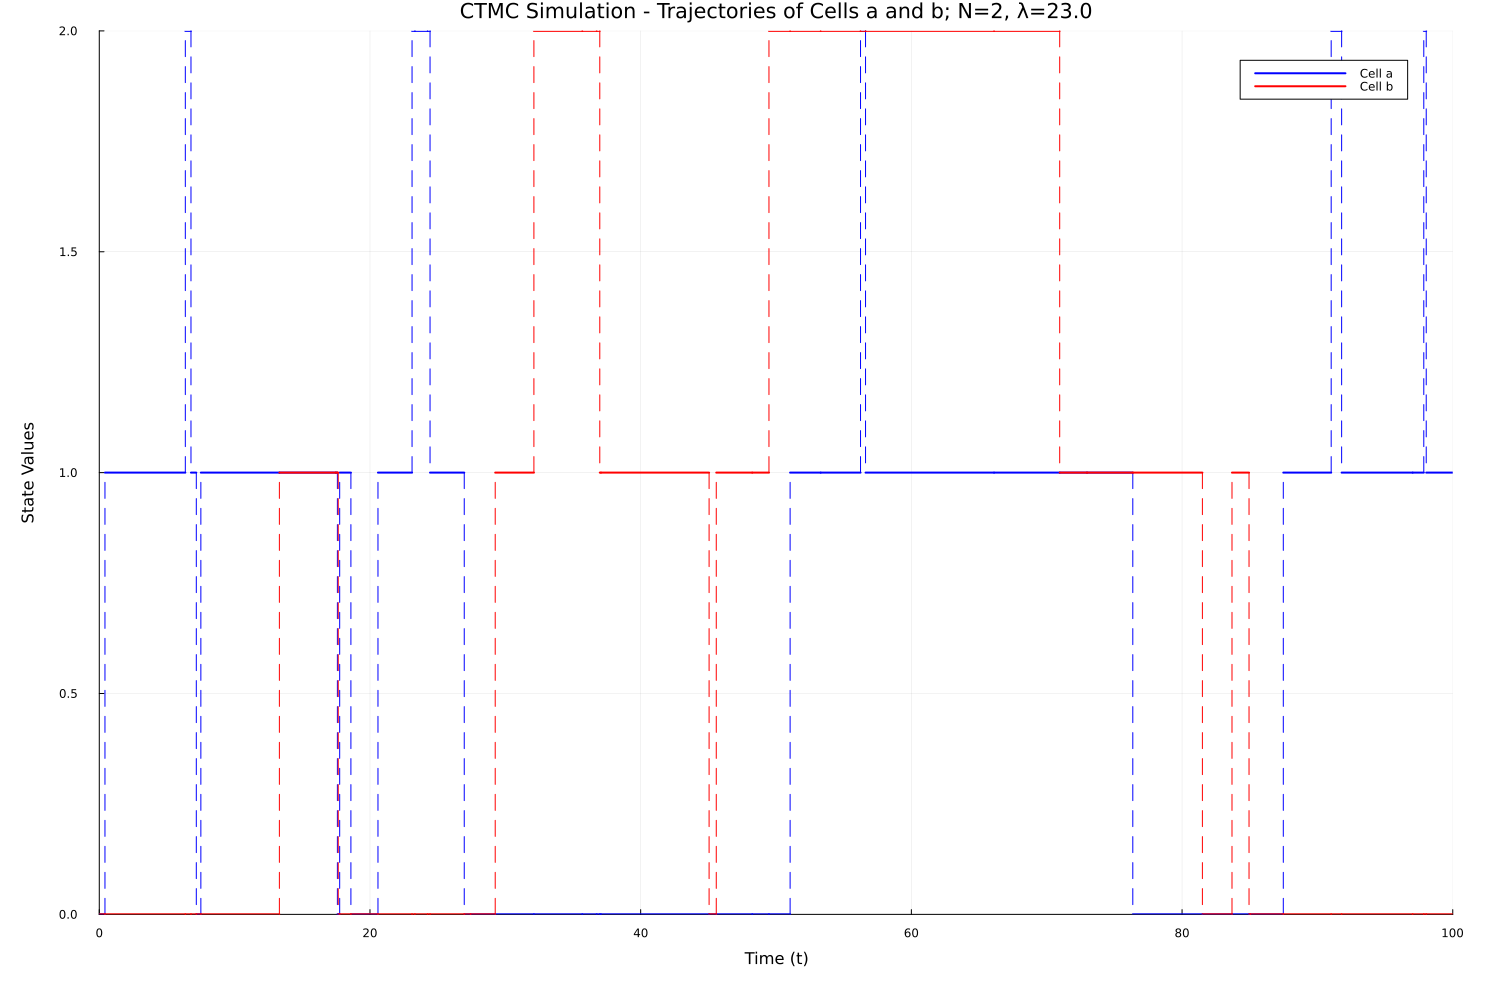 CTMC Simulation - Trajectories of Cells a and b; N=2, λ=23.0
2.0
Cell a
Cell b
1.5
1.0
State Values
0.5
0.0
0 20 40 60 80 100
Time (t)